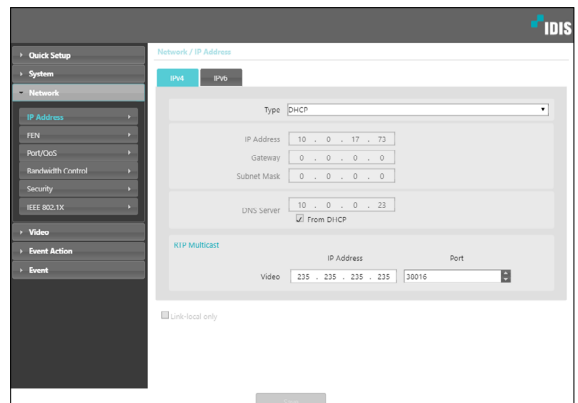 IDIS
Quick Setup
System
Network
IP Address
FEN
Port/QoS
Bandwidth Control
Security
IEEE 802.1X
Video
Event Action
Event
Network / IP Address
IPv4 IPv6
Type DHCP
IP Address 10 . 0 . 17 . 73
Gateway 0 . 0 . 0 . 0
Subnet Mask 0 . 0 . 0 . 0
DNS Server 10 . 0 . 0 . 23
From DHCP
RTP Multicast
IP Address Port
Video 235 . 235 . 235 . 235 30016
Link-local only